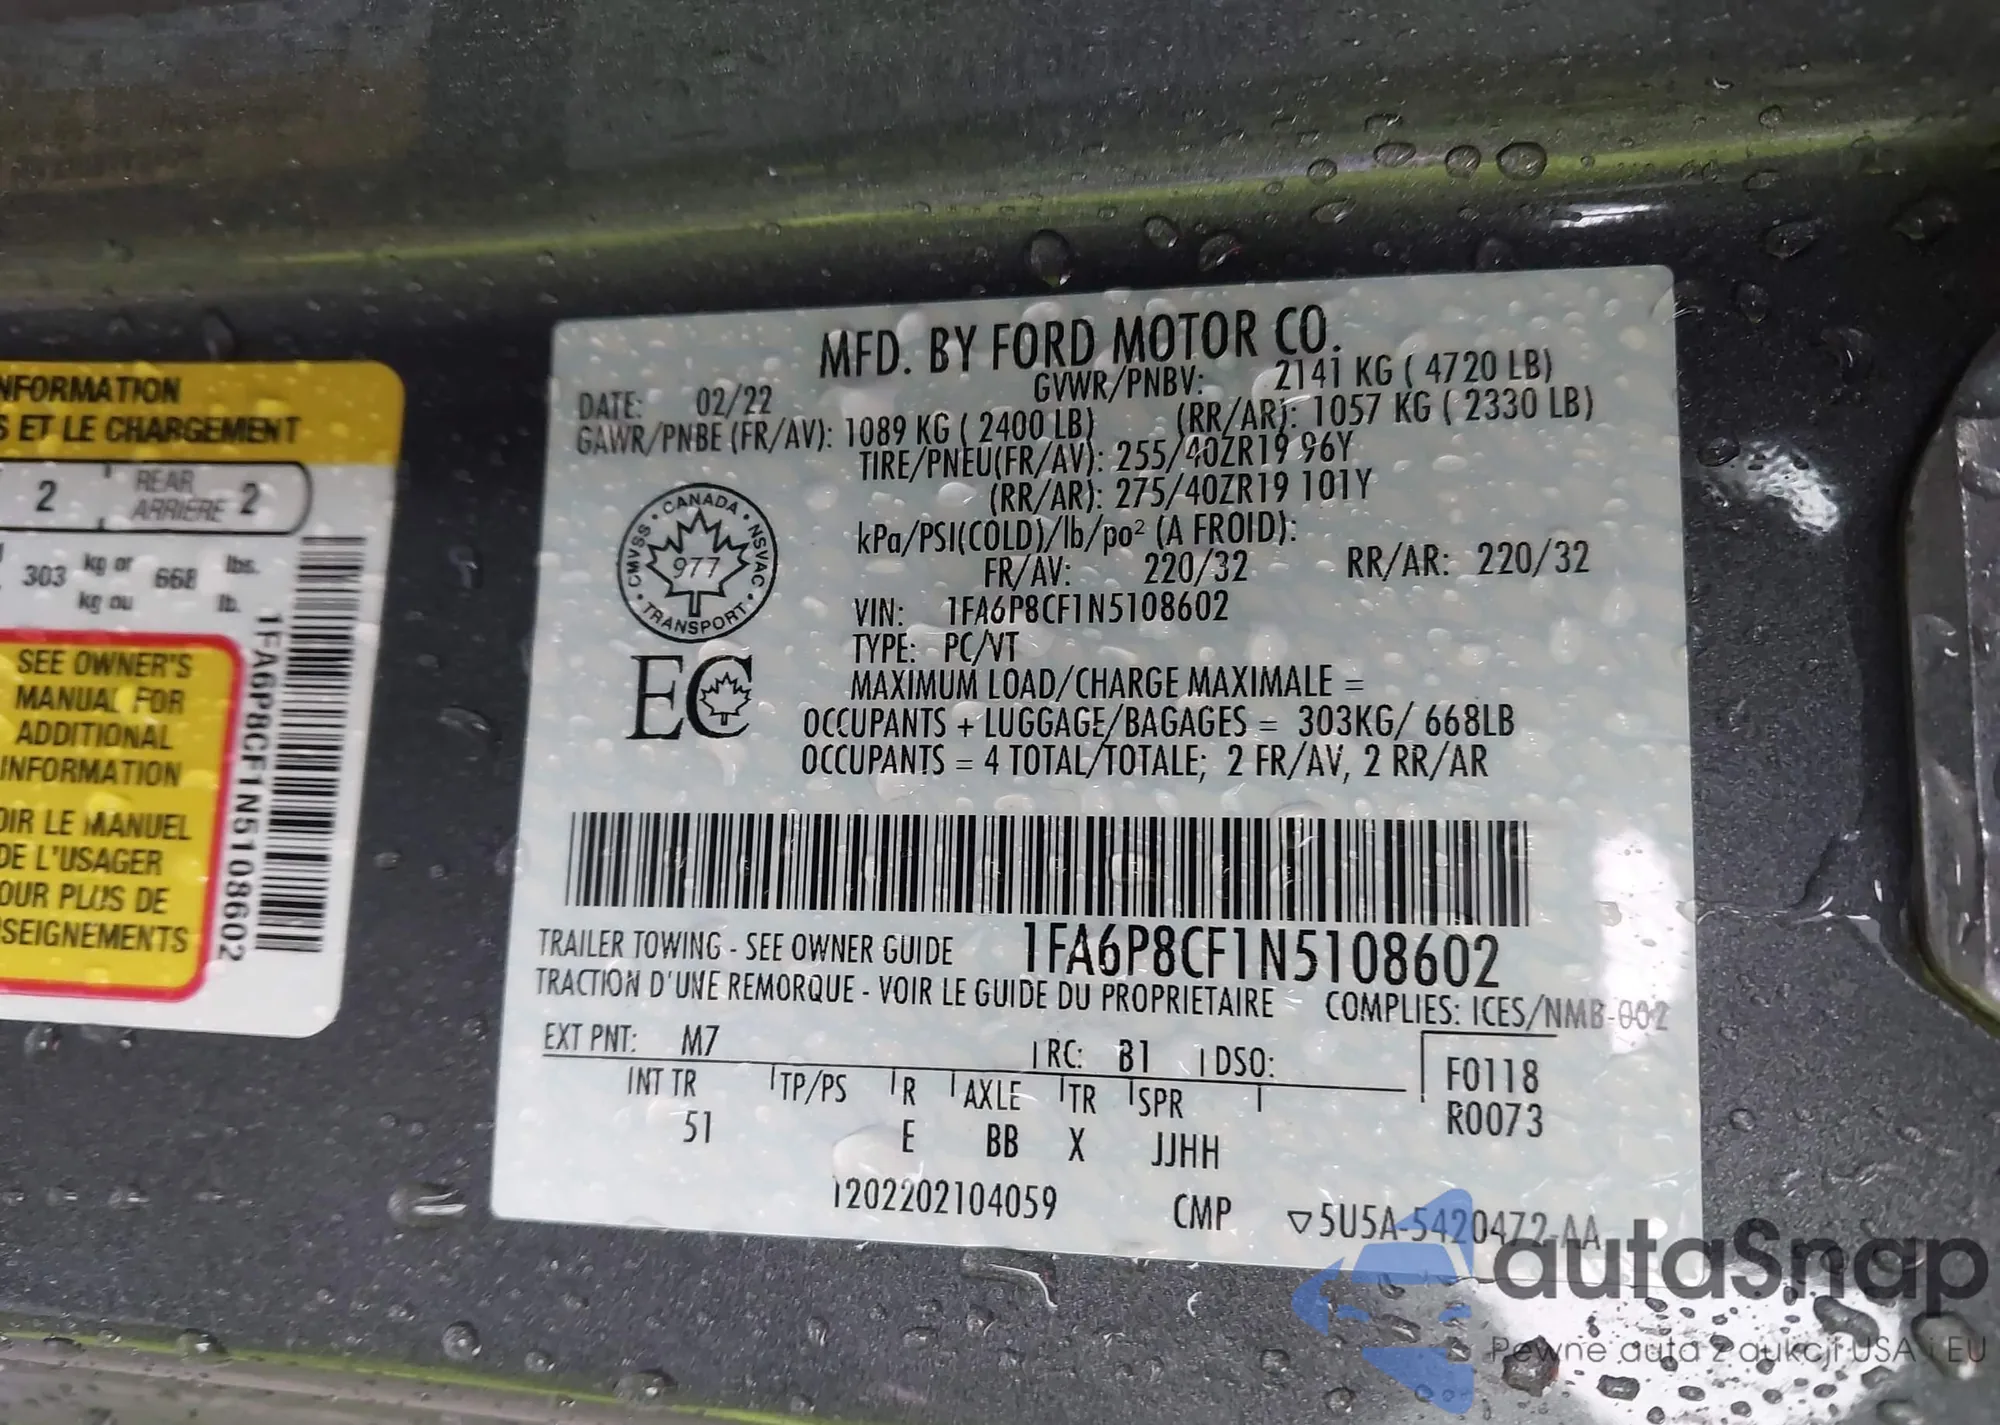 NFORMATION
S ET LE CHARGEMENT
2 REAR ARRIÈRE 2
303 kg or 668 lbs.
kg ou lb.
SEE OWNER'S
MANUAL FOR
ADDITIONAL
INFORMATION
OIR LE MANUEL
DE L'USAGER
OUR PLUS DE
SEIGNEMENTS
1FA6P8CF1N5108602
MFD. BY FORD MOTOR CO.
DATE: 02/22 GVWR/PNBV: 2141 KG ( 4720 LB)
GAWR/PNBE (FR/AV): 1089 KG ( 2400 LB) (RR/AR): 1057 KG ( 2330 LB)
TIRE/PNEU(FR/AV): 255/40ZR19 96Y
(RR/AR): 275/40ZR19 101Y
kPa/PSI(COLD)/lb/po² (A FROID):
FR/AV: 220/32 RR/AR: 220/32
CANADA • NSVAC • TRANSPORT • CMVSS •
977
VIN: 1FA6P8CF1N5108602
TYPE: PC/VT
EC
MAXIMUM LOAD/CHARGE MAXIMALE =
OCCUPANTS + LUGGAGE/BAGAGES = 303KG/ 668LB
OCCUPANTS = 4 TOTAL/TOTALE; 2 FR/AV, 2 RR/AR
TRAILER TOWING - SEE OWNER GUIDE 1FA6P8CF1N5108602
TRACTION D'UNE REMORQUE - VOIR LE GUIDE DU PROPRIETAIRE COMPLIES: ICES/NMB-002
EXT PNT: M7 RC: B1 DSO:
INT TR TP/PS R AXLE TR SPR F0118
51 E BB X JJHH R0073
1202202104059 CMP ▽5U5A-5420472-AA
autaSnap
Pewne auta z aukcji USA i EU